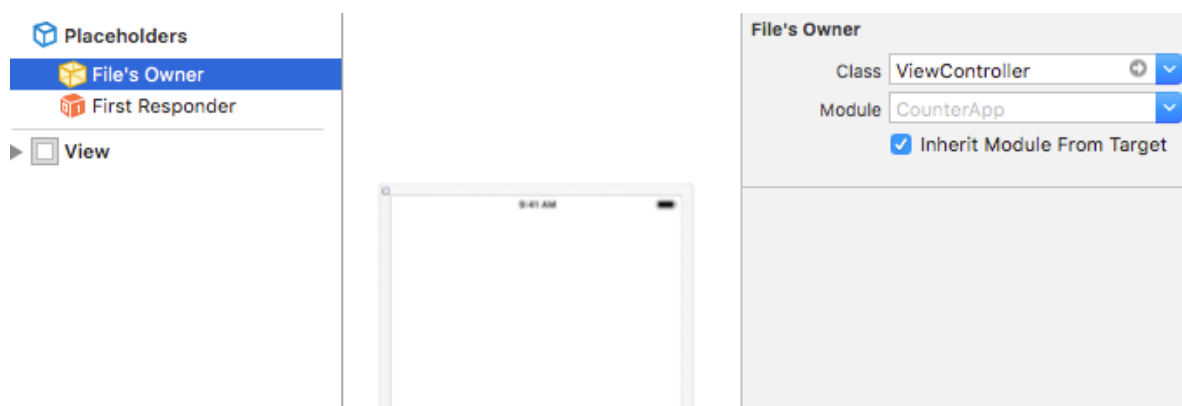 Placeholders
File's Owner
First Responder
View
9:41 AM
File's Owner
Class ViewController
Module CounterApp
Inherit Module From Target